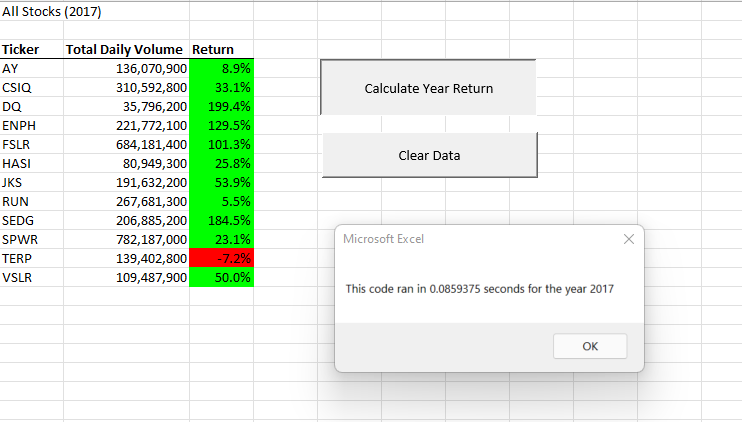 All Stocks (2017)
Ticker Total Daily Volume Return
AY 136,070,900 8.9%
CSIQ 310,592,800 33.1%
DQ 35,796,200 199.4%
ENPH 221,772,100 129.5%
FSLR 684,181,400 101.3%
HASI 80,949,300 25.8%
JKS 191,632,200 53.9%
RUN 267,681,300 5.5%
SEDG 206,885,200 184.5%
SPWR 782,187,000 23.1%
TERP 139,402,800 -7.2%
VSLR 109,487,900 50.0%
Calculate Year Return
Clear Data
Microsoft Excel
This code ran in 0.0859375 seconds for the year 2017
OK